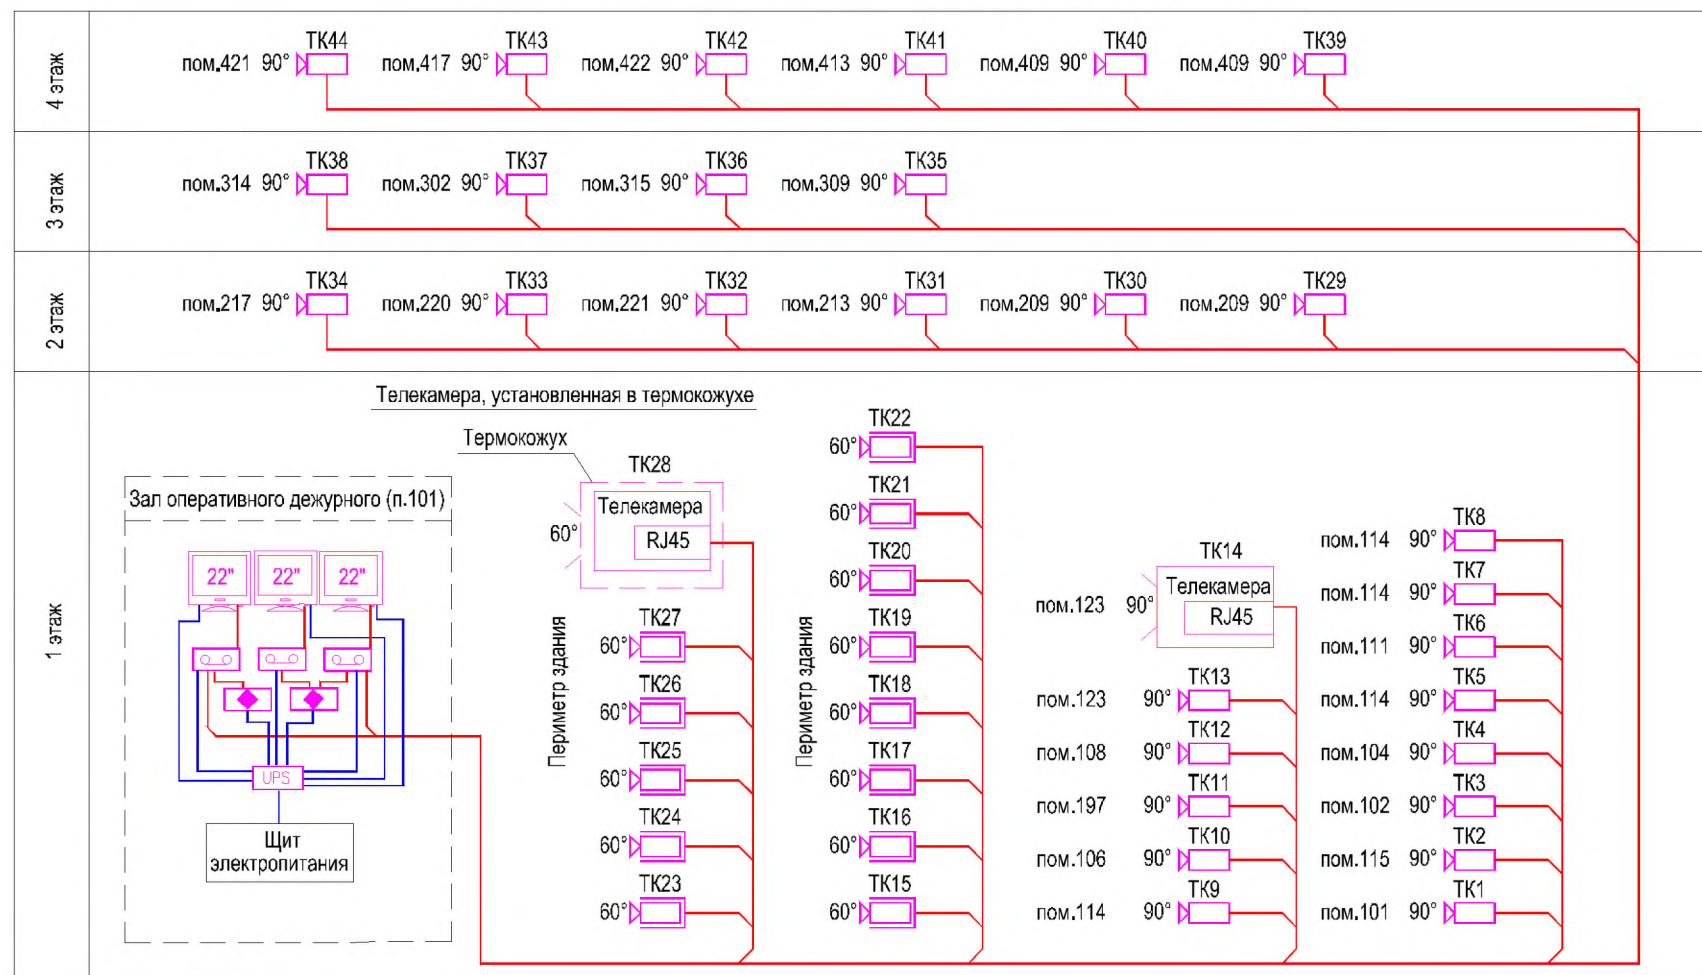 4 этаж
ТК44 ТК43 ТК42 ТК41 ТК40 ТК39
пом.421 90° пом.417 90° пом.422 90° пом.413 90° пом.409 90° пом.409 90°
3 этаж
ТК38 ТК37 ТК36 ТК35
пом.314 90° пом.302 90° пом.315 90° пом.309 90°
2 этаж
ТК34 ТК33 ТК32 ТК31 ТК30 ТК29
пом.217 90° пом.220 90° пом.221 90° пом.213 90° пом.209 90° пом.209 90°
1 этаж
Зал оперативного дежурного (п.101)
22" 22" 22"
UPS
Щит
электропитания
Телекамера, установленная в термокожухе
Термокожух
ТК28
Телекамера
60°
RJ45
Периметр здания
ТК27
60°
ТК26
60°
ТК25
60°
ТК24
60°
ТК23
60°
Периметр здания
ТК22
60°
ТК21
60°
ТК20
60°
ТК19
60°
ТК18
60°
ТК17
60°
ТК16
60°
ТК15
60°
ТК14
Телекамера
пом.123 90°
RJ45
ТК13
пом.123 90°
ТК12
пом.108 90°
ТК11
пом.197 90°
ТК10
пом.106 90°
ТК9
пом.114 90°
ТК8
пом.114 90°
ТК7
пом.114 90°
ТК6
пом.111 90°
ТК5
пом.114 90°
ТК4
пом.104 90°
ТК3
пом.102 90°
ТК2
пом.115 90°
ТК1
пом.101 90°